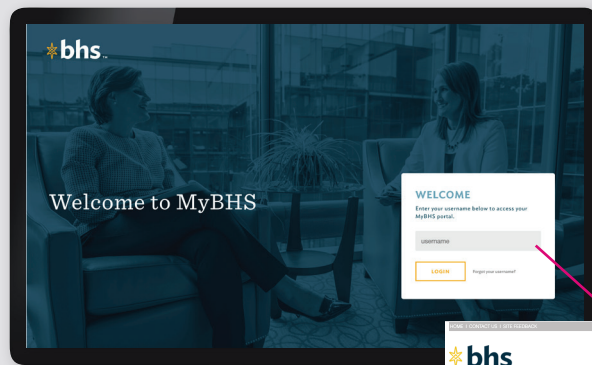 bhs
Welcome to MyBHS
WELCOME
Enter your username below to access your
MyBHS portal.
username
LOGIN
Forgot your username?
HOME | CONTACT US | SITE FEEDBACK
bhs